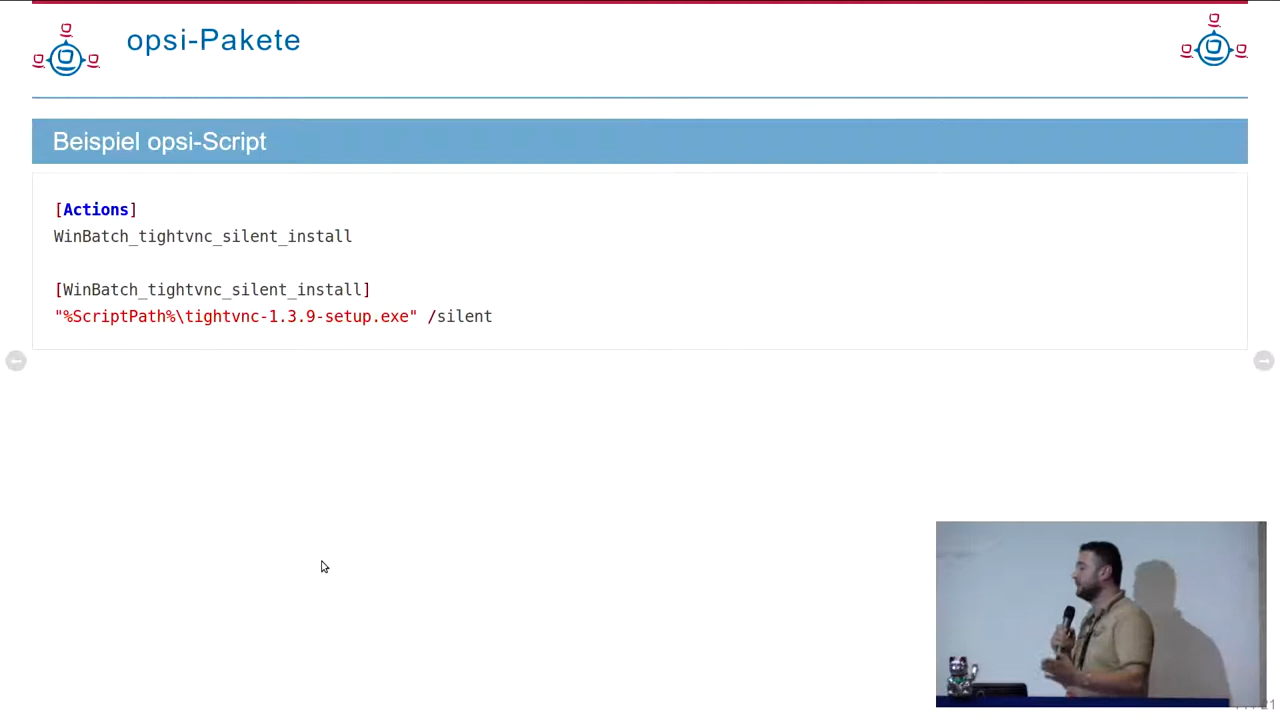 opsi-Pakete
Beispiel opsi-Script
[Actions]
WinBatch_tightvnc_silent_install
[WinBatch_tightvnc_silent_install]
"%ScriptPath%\tightvnc-1.3.9-setup.exe" /silent